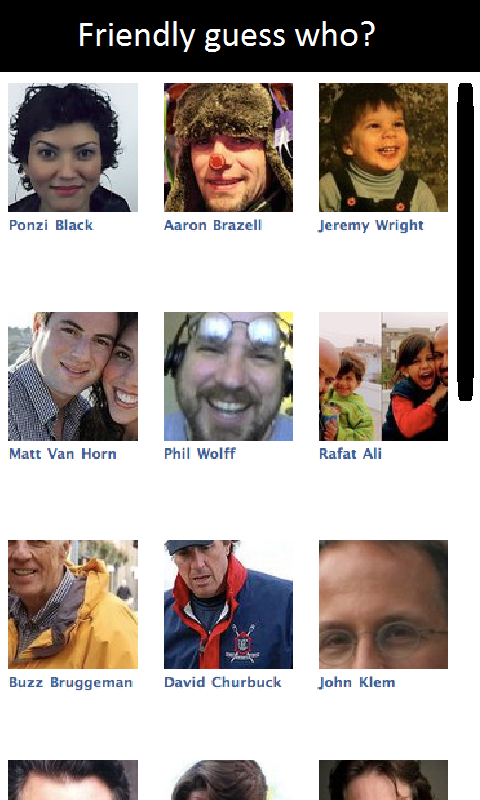 Friendly guess who?
Ponzi Black
Aaron Brazell
Jeremy Wright
Matt Van Horn
Phil Wolff
Rafat Ali
Buzz Bruggeman
David Churbuck
John Klem